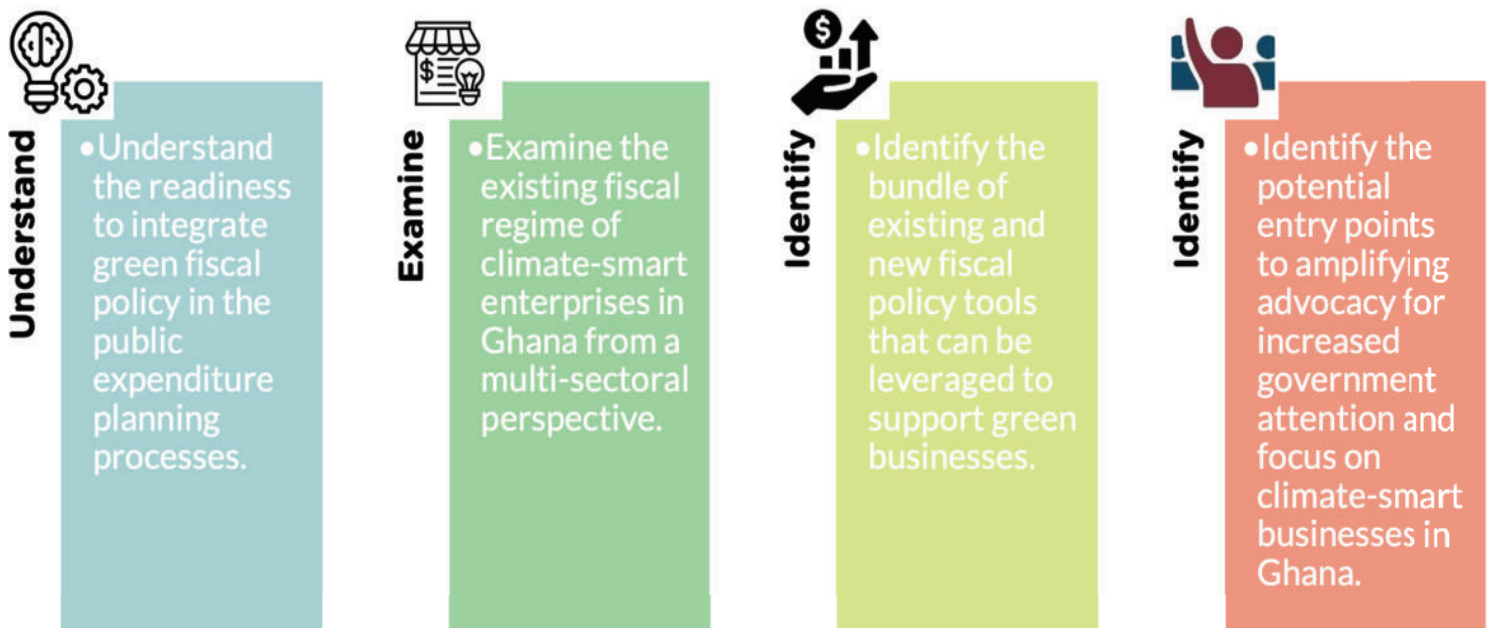 Understand
•Understand
the readiness
to integrate
green fiscal
policy in the
public
expenditure
planning
processes.
$
Examine
•Examine the
existing fiscal
regime of
climate-smart
enterprises in
Ghana from a
multi-sectoral
perspective.
$
Identify
•Identify the
bundle of
existing and
new fiscal
policy tools
that can be
leveraged to
support green
businesses.
Identify
•Identify the
potential
entry points
to amplifying
advocacy for
increased
government
attention and
focus on
climate-smart
businesses in
Ghana.